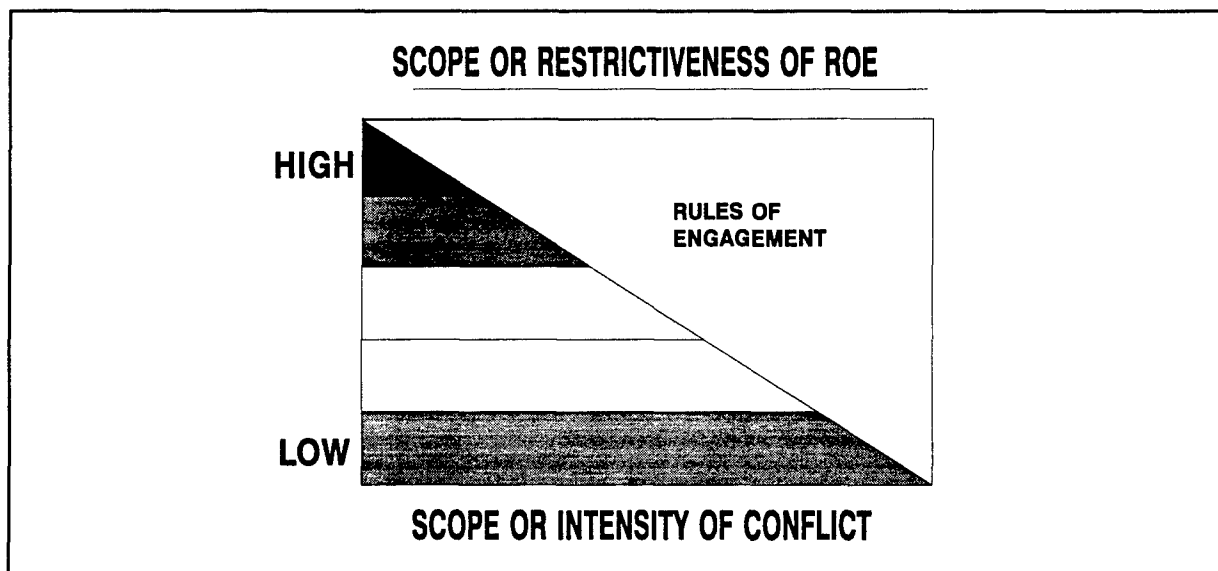 SCOPE OR RESTRICTIVENESS OF ROE
HIGH
RULES OF
ENGAGEMENT
LOW
SCOPE OR INTENSITY OF CONFLICT